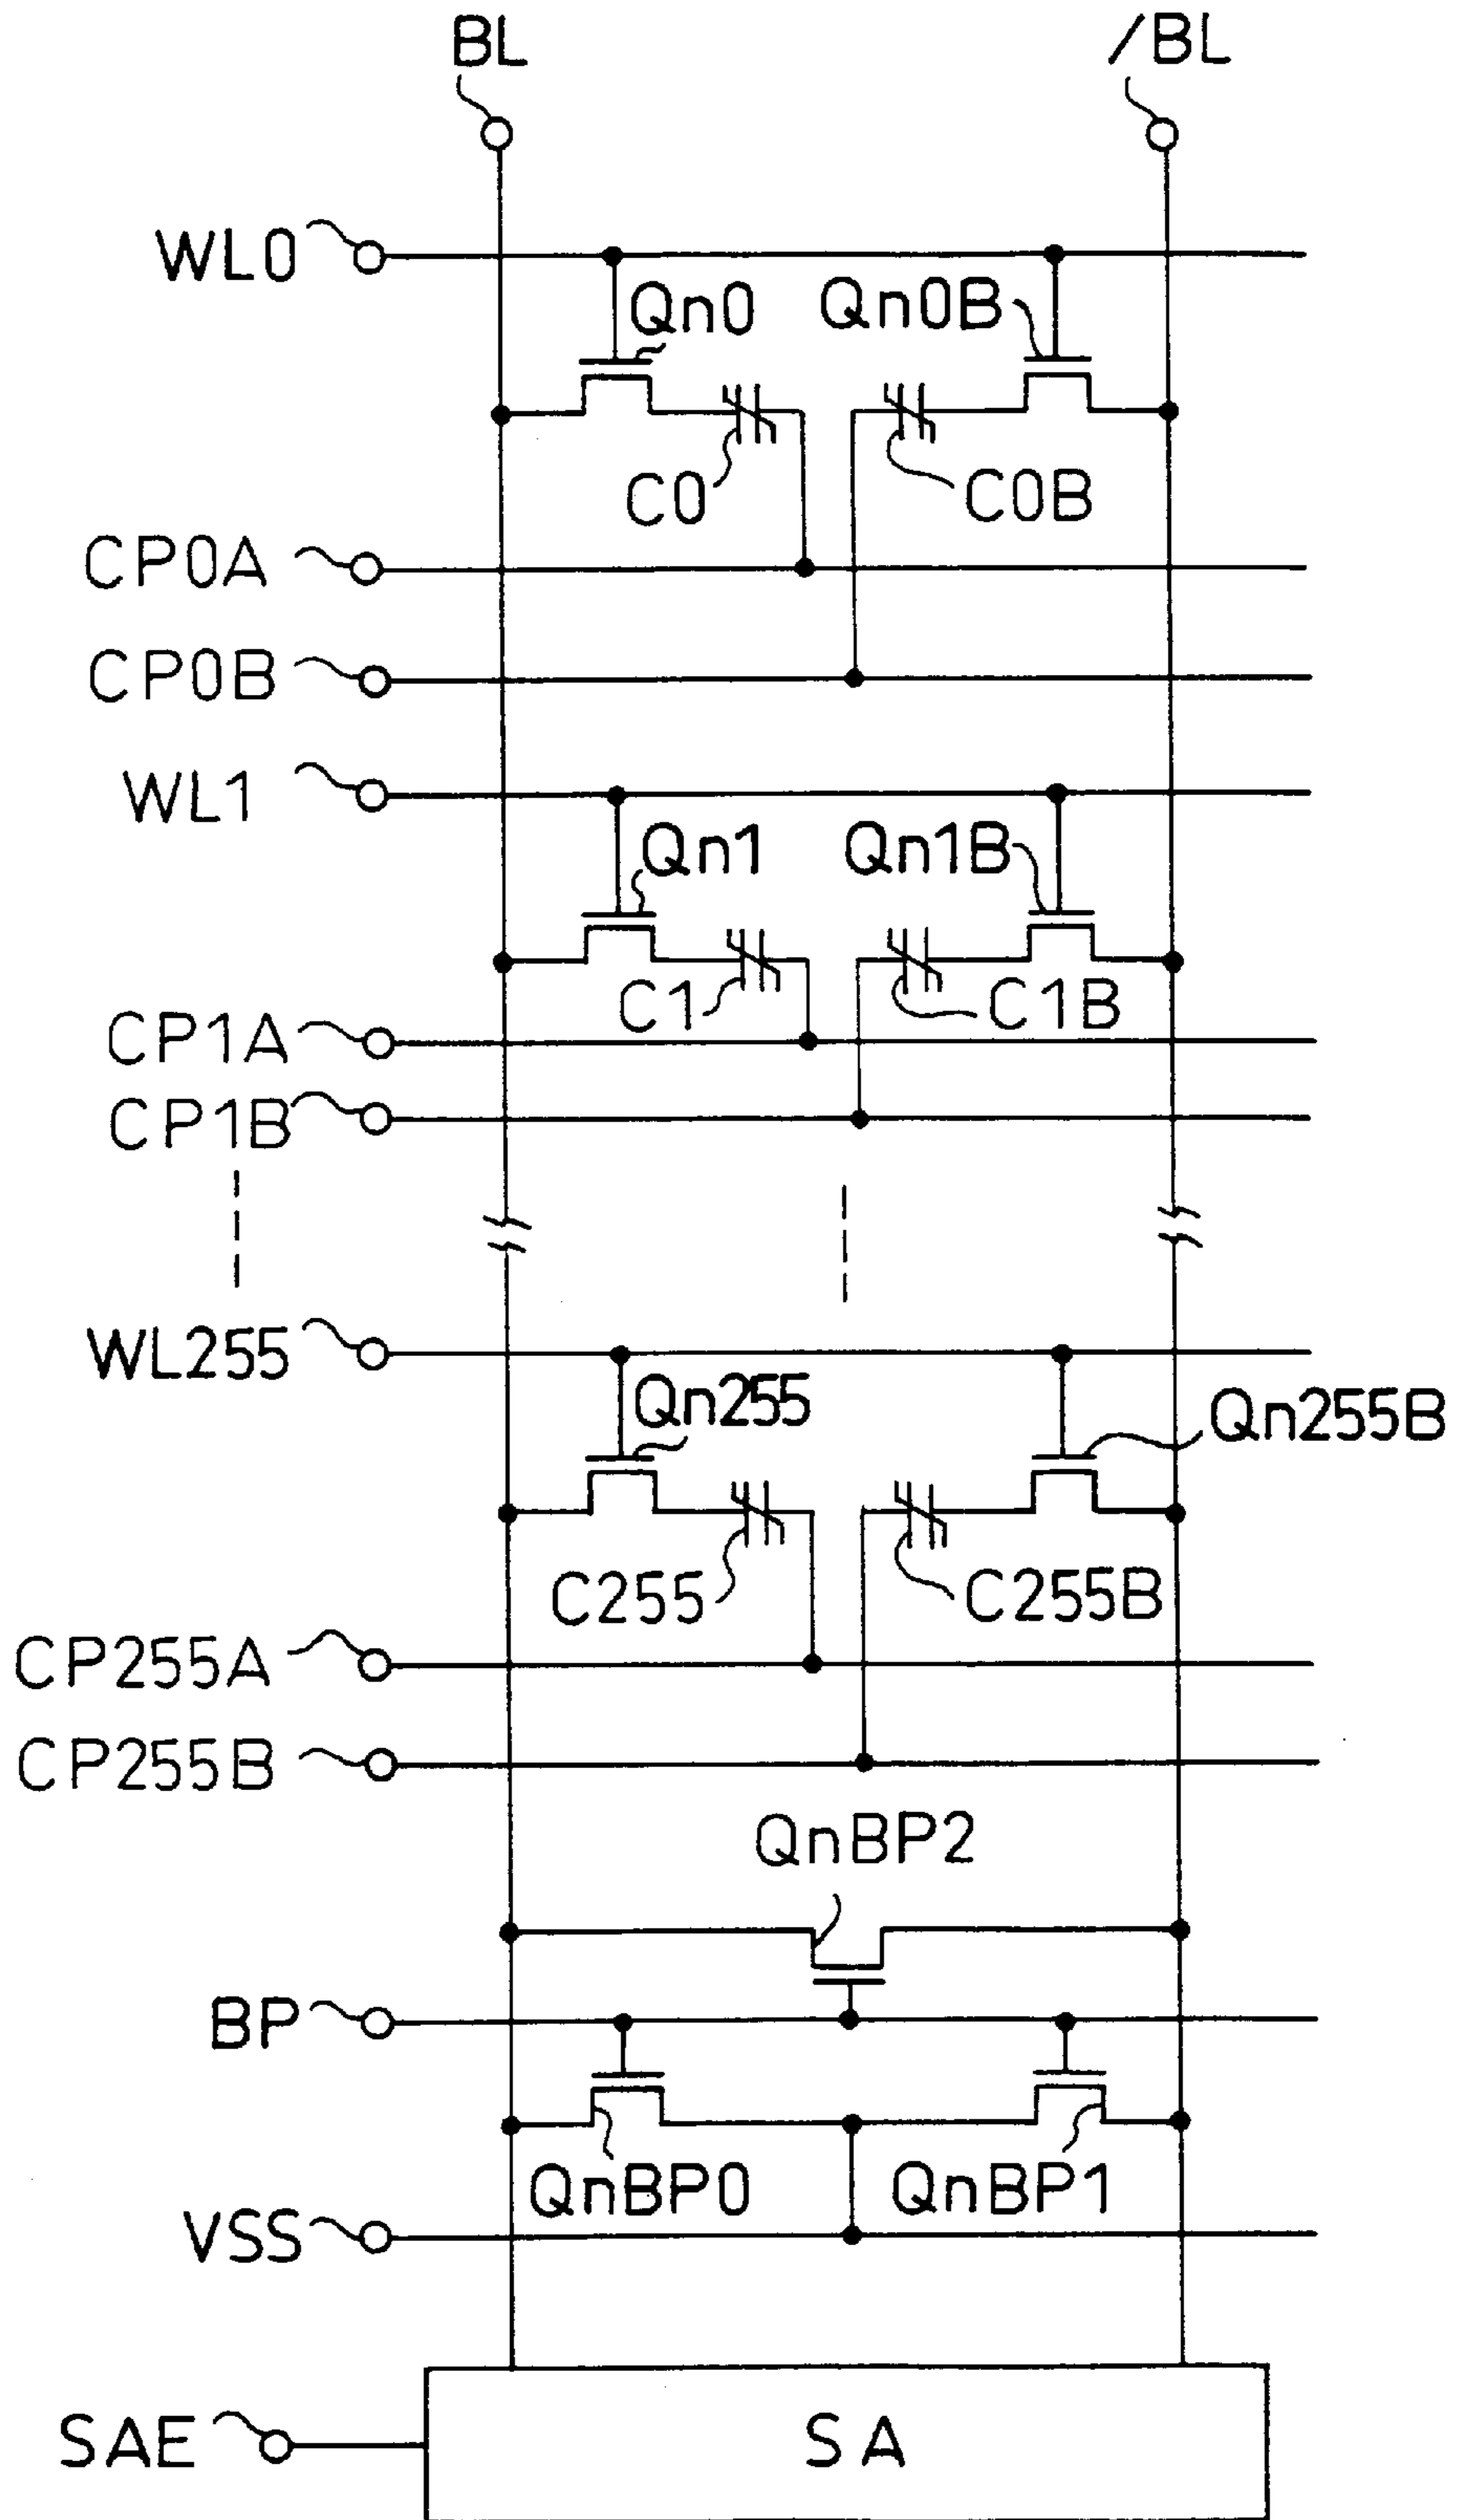 BL /BL
WL0
Qn0 Qn0B
C0 C0B
CP0A
CP0B
WL1
Qn1 Qn1B
C1 C1B
CP1A
CP1B
WL255
Qn255 Qn255B
C255 C255B
CP255A
CP255B
QnBP2
BP
QnBP0 QnBP1
VSS
SAE SA